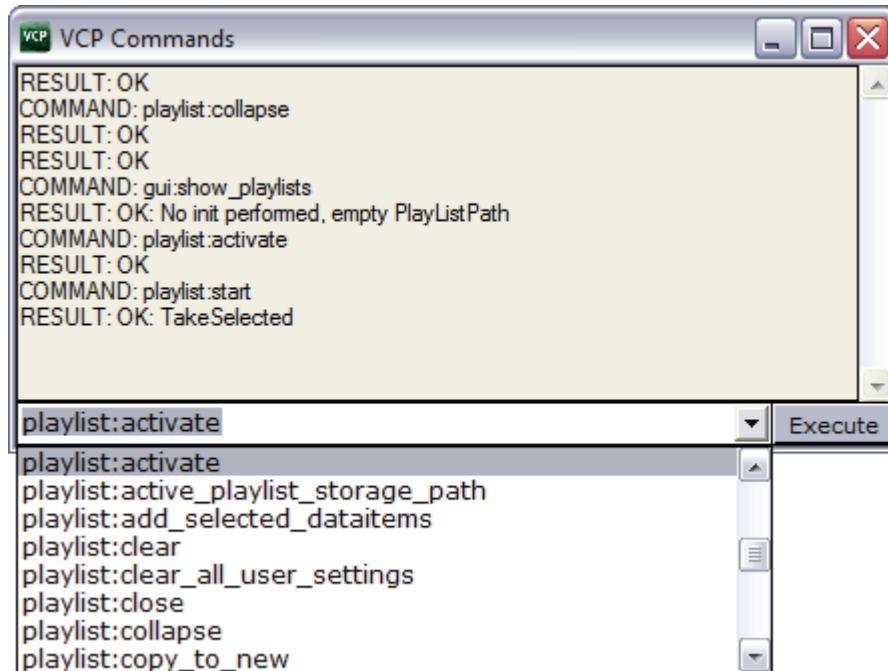 VCP VCP Commands
RESULT: OK
COMMAND: playlist:collapse
RESULT: OK
RESULT: OK
COMMAND: gui:show_playlists
RESULT: OK: No init performed, empty PlayListPath
COMMAND: playlist:activate
RESULT: OK
COMMAND: playlist:start
RESULT: OK: TakeSelected
playlist:activate Execute
playlist:activate
playlist:active_playlist_storage_path
playlist:add_selected_dataitems
playlist:clear
playlist:clear_all_user_settings
playlist:close
playlist:collapse
playlist:copy_to_new